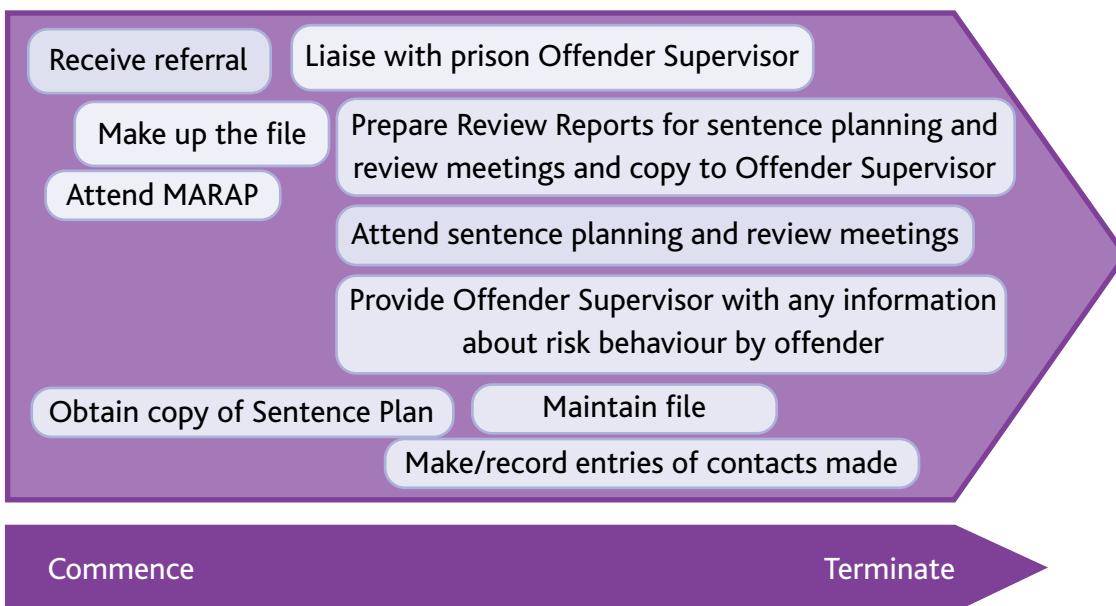 Receive referral
Liaise with prison Offender Supervisor
Make up the file
Prepare Review Reports for sentence planning and
review meetings and copy to Offender Supervisor
Attend MARAP
Attend sentence planning and review meetings
Provide Offender Supervisor with any information
about risk behaviour by offender
Obtain copy of Sentence Plan
Maintain file
Make/record entries of contacts made
Commence
Terminate